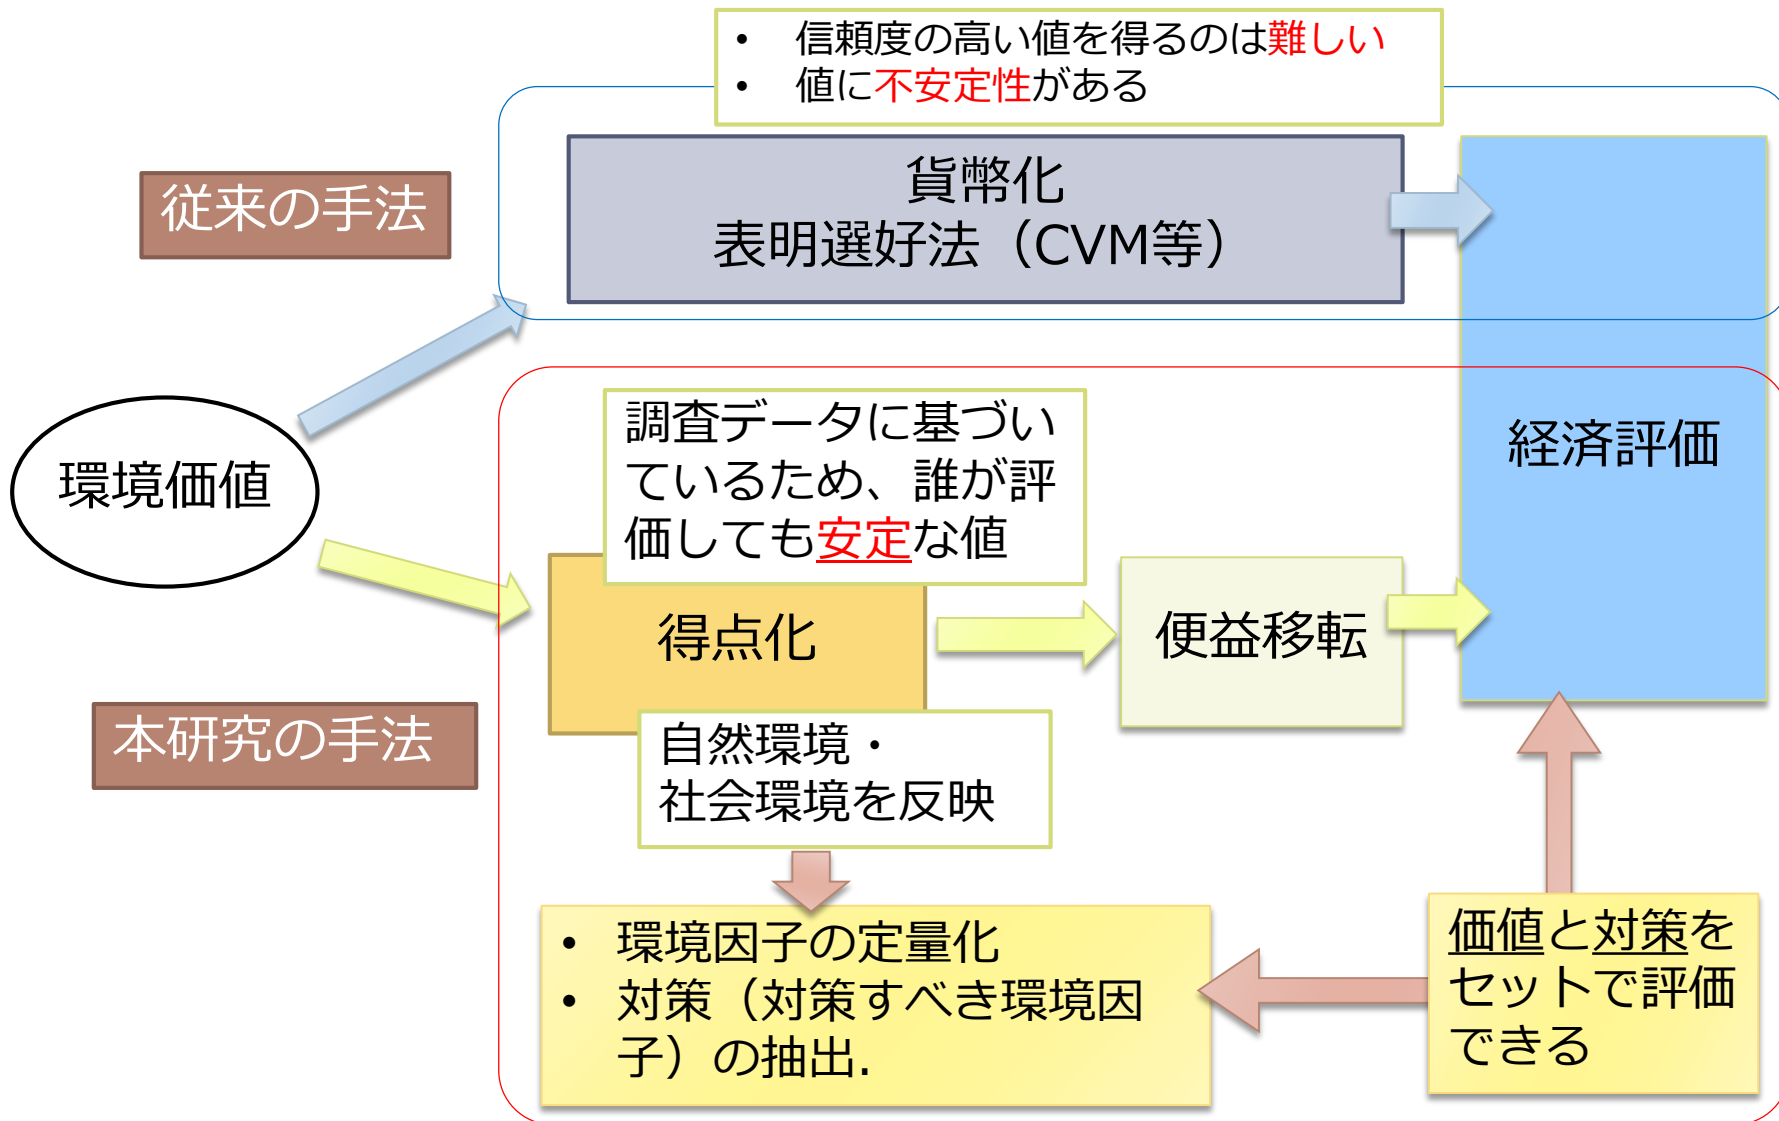 • 信頼度の高い値を得るのは難しい
• 値に不安定性がある
従来の手法
貨幣化
表明選好法（CVM等）
環境価値
調査データに基づい
ているため、誰が評
価しても安定な値
経済評価
得点化
便益移転
本研究の手法
自然環境・
社会環境を反映
• 環境因子の定量化
• 対策（対策すべき環境因
子）の抽出.
価値と対策を
セットで評価
できる